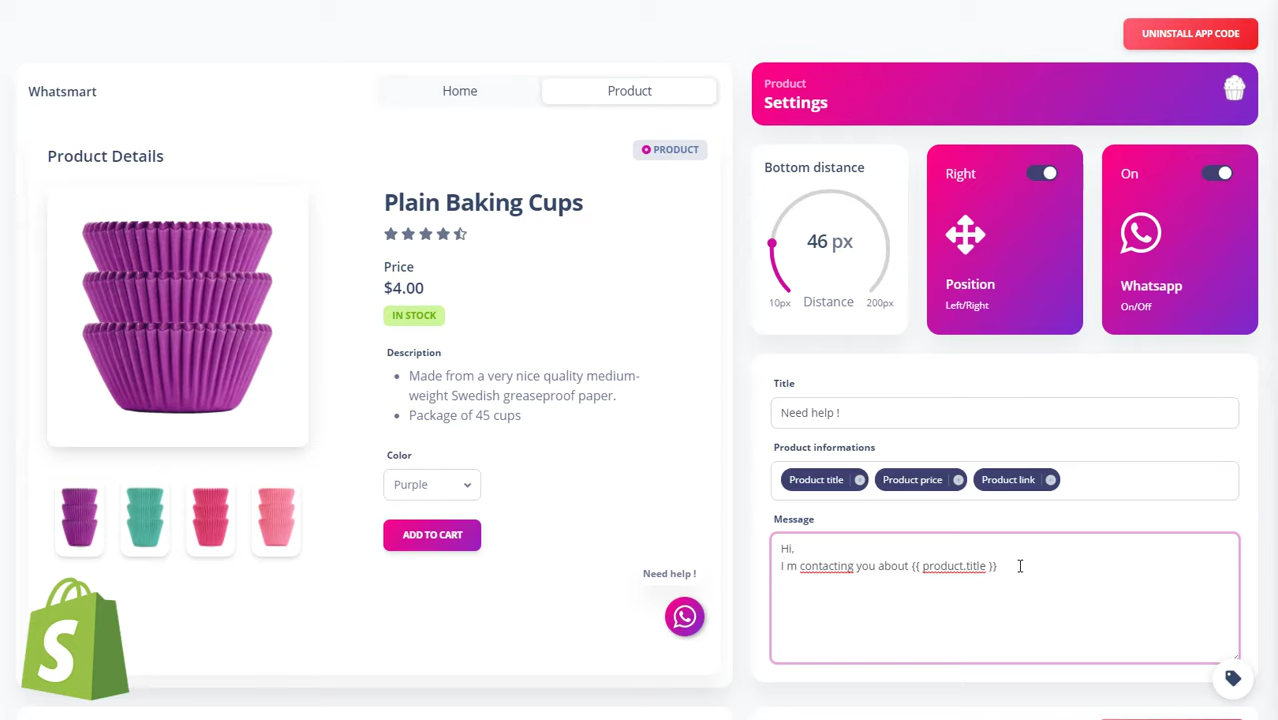 UNINSTALL APP CODE
Whatsmart
Home
Product
Product Details
PRODUCT
Plain Baking Cups
Price
$4.00
IN STOCK
Description
Made from a very nice quality medium-
weight Swedish greaseproof paper.
Package of 45 cups
Color
Purple
ADD TO CART
Need help !
S
Product
Settings
Bottom distance
46 px
10px
Distance
200px
Right
Position
Left/Right
On
Whatsapp
On/Off
Title
Need help !
Product informations
Product title
Product price
Product link
Message
Hi,
I m contacting you about {{ product.title }}